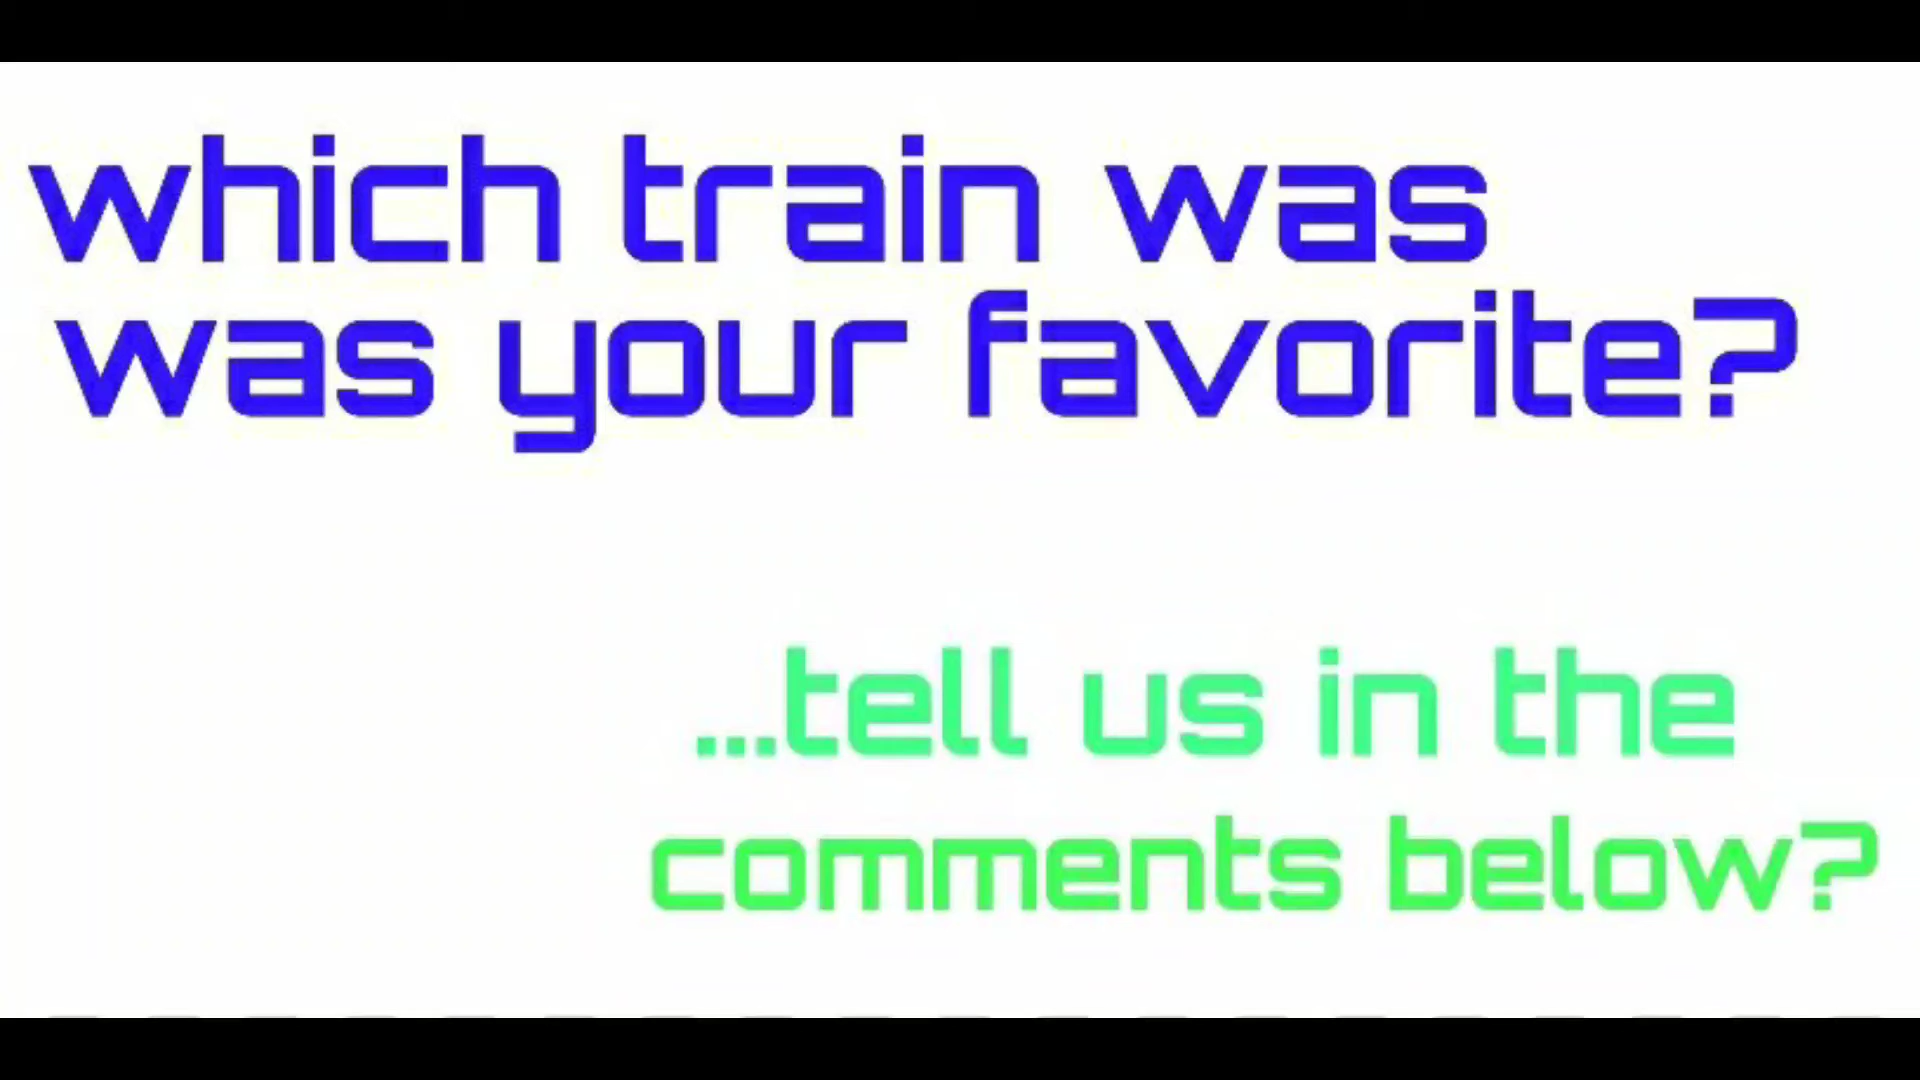 which train was
was your favorite?
...tell us in the
comments below?